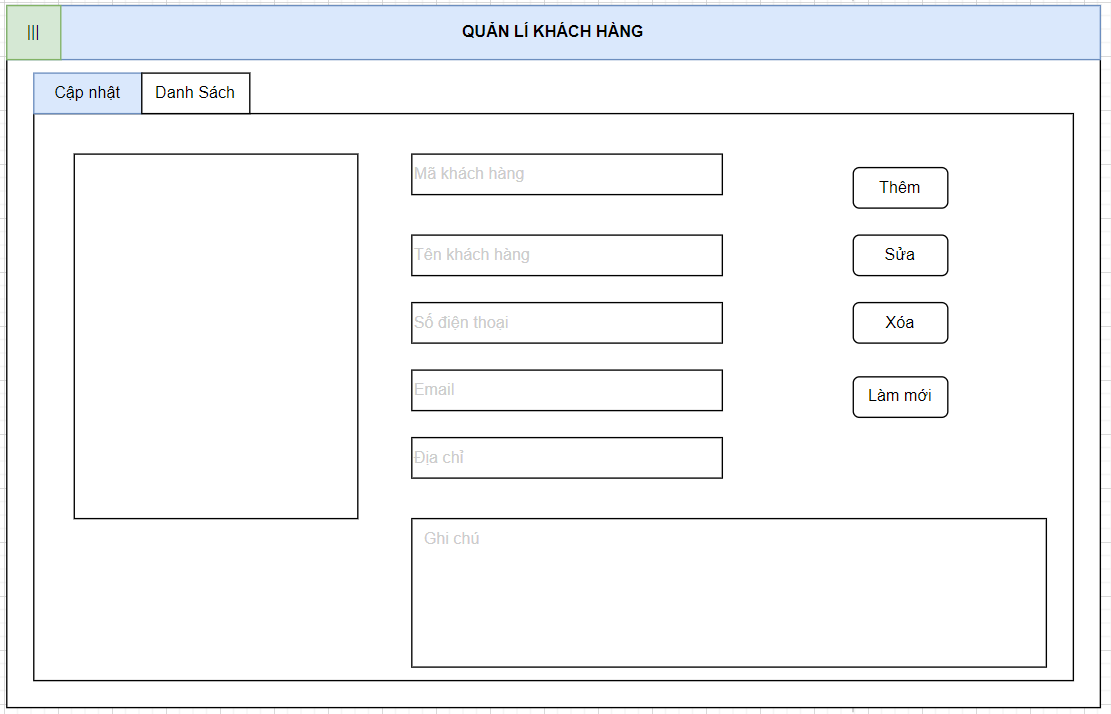 |||
QUẢN LÍ KHÁCH HÀNG
Cập nhật
Danh Sách
Mã khách hàng
Thêm
Tên khách hàng
Sửa
Số điện thoại
Xóa
Email
Làm mới
Địa chỉ
Ghi chú